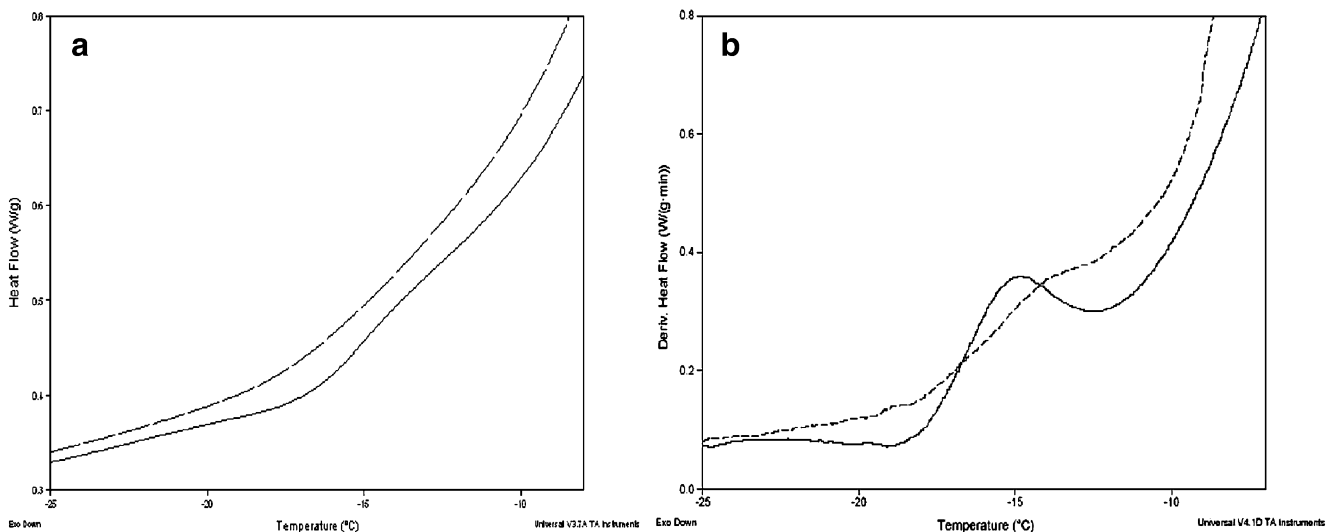 a
0.8
0.7
0.6
0.5
0.4
0.3
Heat Flow (W/g)
-25
-20
-15
-10
Exo Down
Temperature (°C)
Universal V3.7A TA Instruments
b
0.8
0.6
0.4
0.2
0.0
Deriv. Heat Flow (W/(g·min))
-25
-20
-15
-10
Exo Down
Temperature (°C)
Universal V4.1D TA Instruments